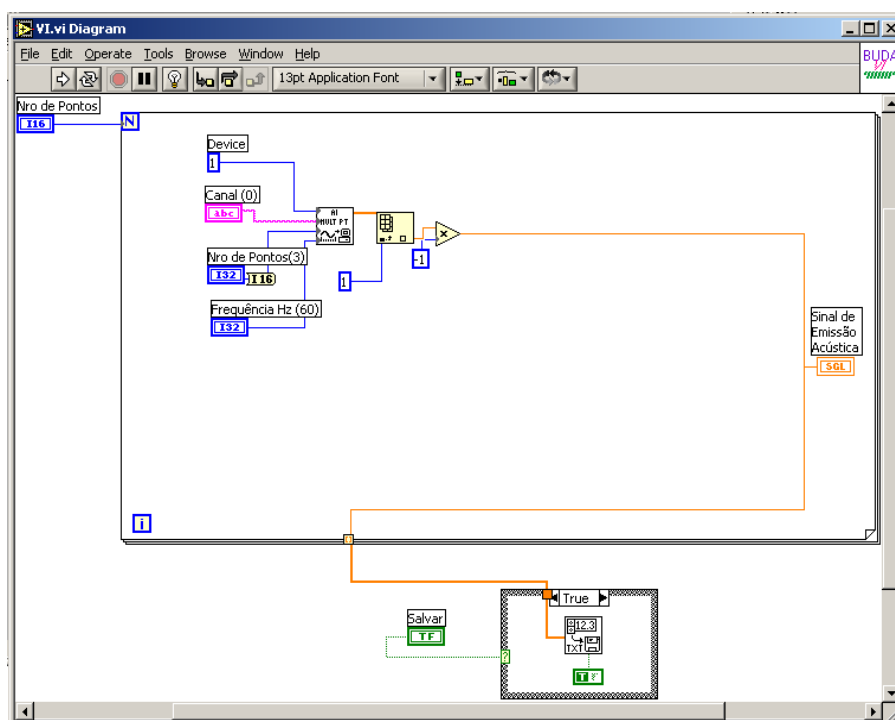 VI.vi Diagram
File Edit Operate Tools Browse Window Help
13pt Application Font
BUDA
VI
Nro de Pontos
I16
N
Device
1
Canal (0)
abc
AI
MULT PT
Nro de Pontos(3)
I32
I16
-1
1
Frequência Hz (60)
I32
Sinal de
Emissão
Acústica
SGL
i
True
Salvar
TF
?
12.3
TXT
T F